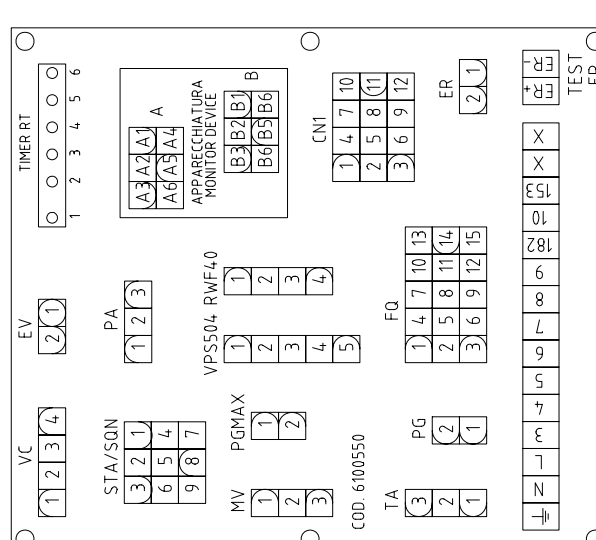 TIMER RT
1 2 3 4 5 6
A
A3 A2 A1
A6 A5 A4
APPARECCHIATURA
MONITOR DEVICE
B3 B2 B1
B6 B5 B6
B
CN1
1 4 7 10
2 5 8 11
3 6 9 12
ER
2 1
ER+ ER-
TEST
EV
2 1
PA
1 2 3
RWF40
1
2
3
4
VPS504
1
2
3
4
5
FQ
1 4 7 10 13
2 5 8 11 14
3 6 9 12 15
VC
1 2 3 4
STA/SQN
3 2 1
6 5 4
9 8 7
PGMAX
1
2
MV
1
2
3
COD. 6100550
PG
2
1
TA
3
2
1
X
X
153
10
182
9
8
7
6
5
4
3
L
N